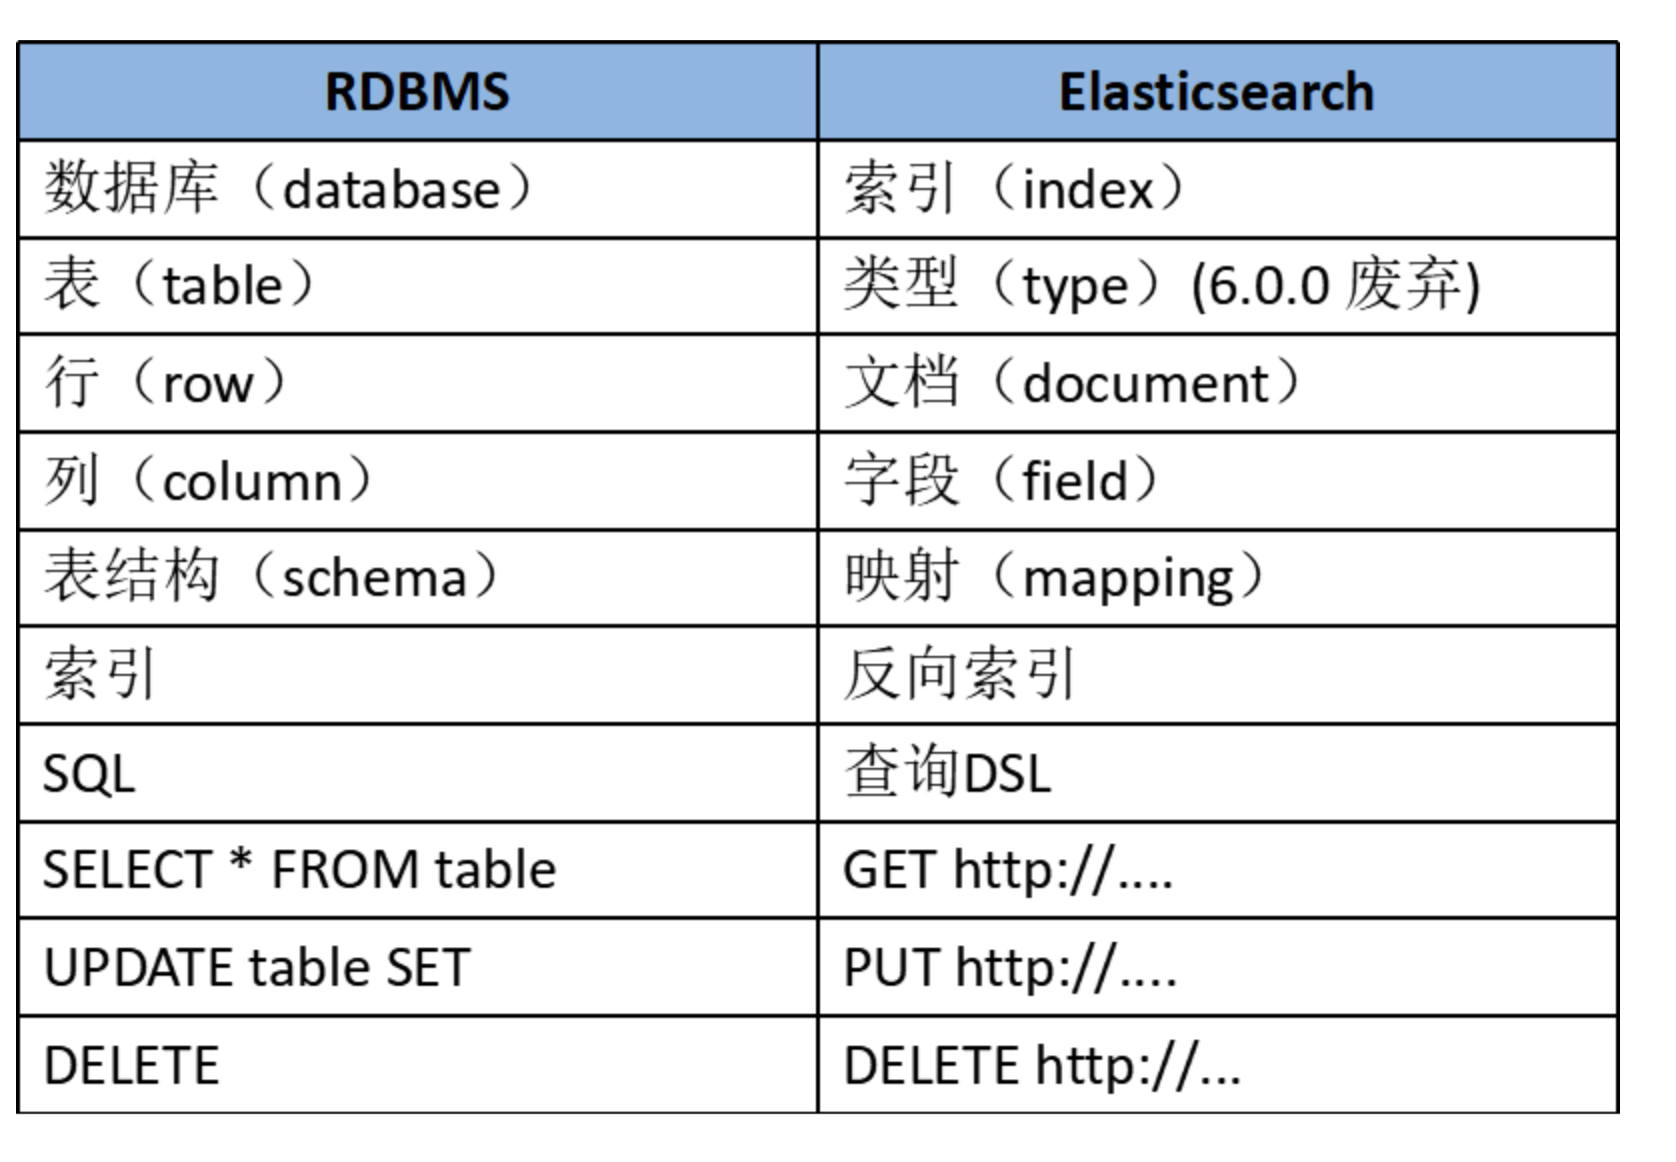 RDBMS Elasticsearch
数据库（database） 索引（index）
表（table） 类型（type）(6.0.0 废弃)
行（row） 文档（document）
列（column） 字段（field）
表结构（schema） 映射（mapping）
索引 反向索引
SQL 查询DSL
SELECT * FROM table GET http://....
UPDATE table SET PUT http://....
DELETE DELETE http://...